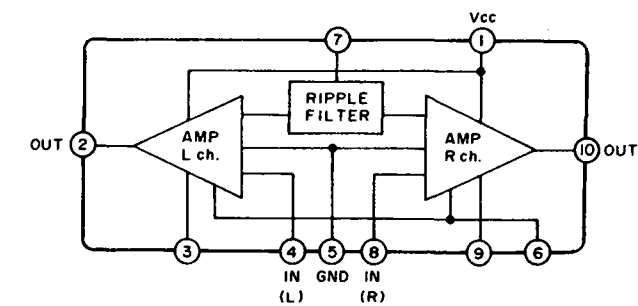 Vcc
7 1
RIPPLE
FILTER
AMP
L ch.
AMP
R ch.
OUT 2
10 OUT
3 4 5 8 9 6
IN GND IN
(L) (R)